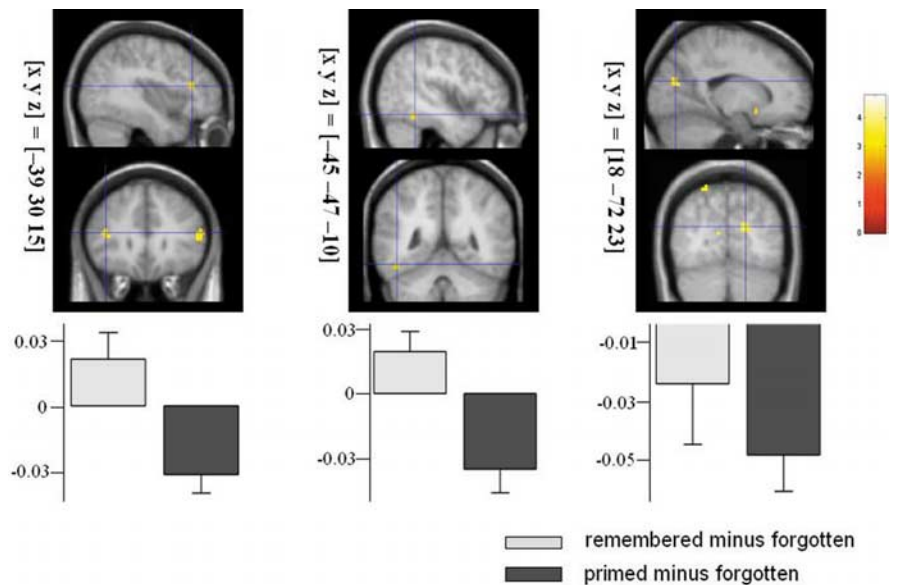 [x y z] = [–39 30 15]
[x y z] = [–45 –47 –10]
[x y z] = [18 –72 23]
4
3
2
1
0
0.03
0
-0.03
0.03
0
-0.03
-0.01
-0.03
-0.05
remembered minus forgotten
primed minus forgotten